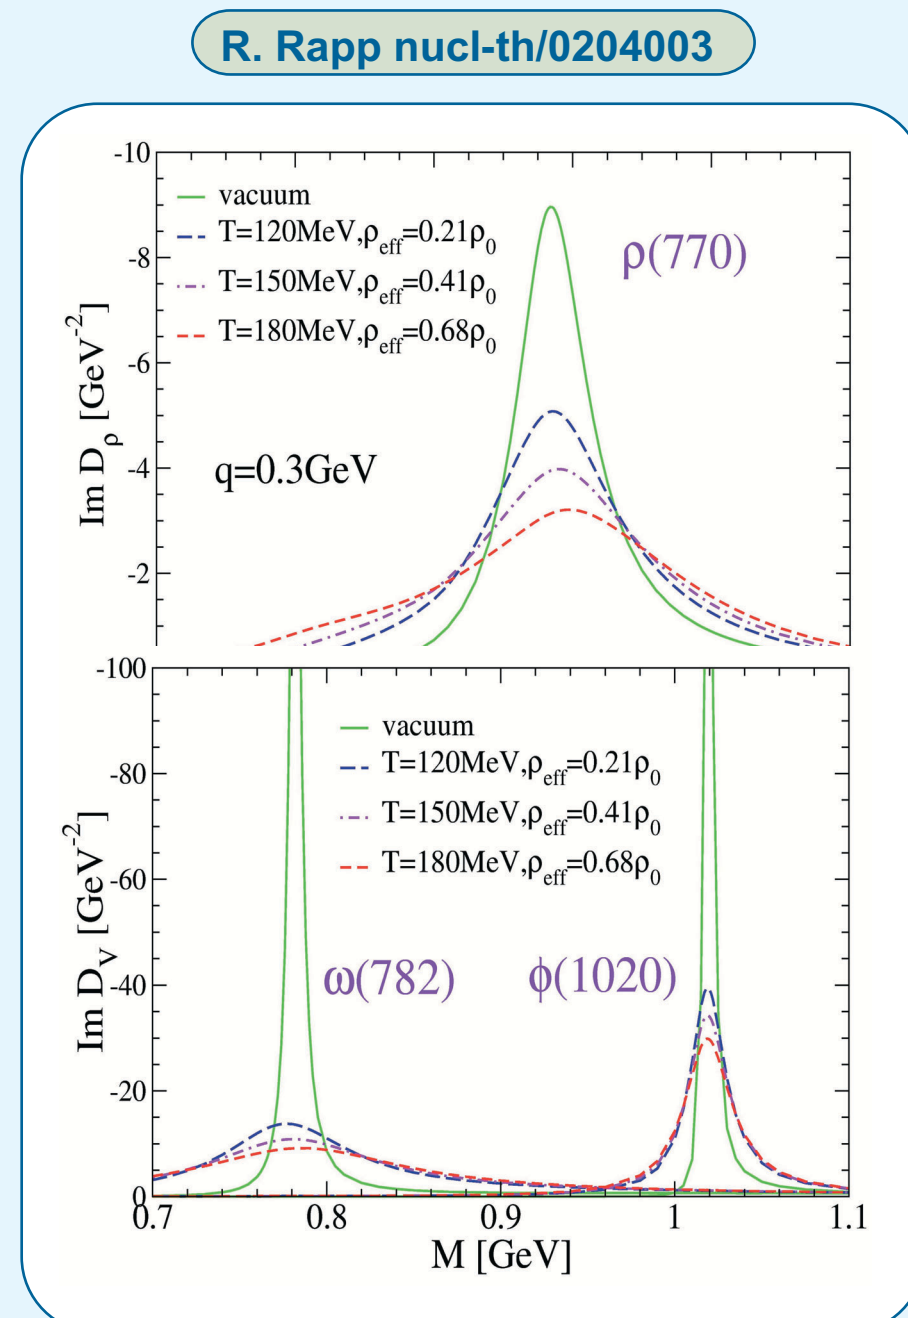 R. Rapp nucl-th/0204003
-10
-8
-6
-4
-2
Im Dρ [GeV⁻²]
vacuum
T=120MeV,ρeff=0.21ρ0
T=150MeV,ρeff=0.41ρ0
T=180MeV,ρeff=0.68ρ0
ρ(770)
q=0.3GeV
-100
-80
-60
-40
-20
0
Im DV [GeV⁻²]
vacuum
T=120MeV,ρeff=0.21ρ0
T=150MeV,ρeff=0.41ρ0
T=180MeV,ρeff=0.68ρ0
ω(782)
ϕ(1020)
0.7 0.8 0.9 1 1.1
M [GeV]